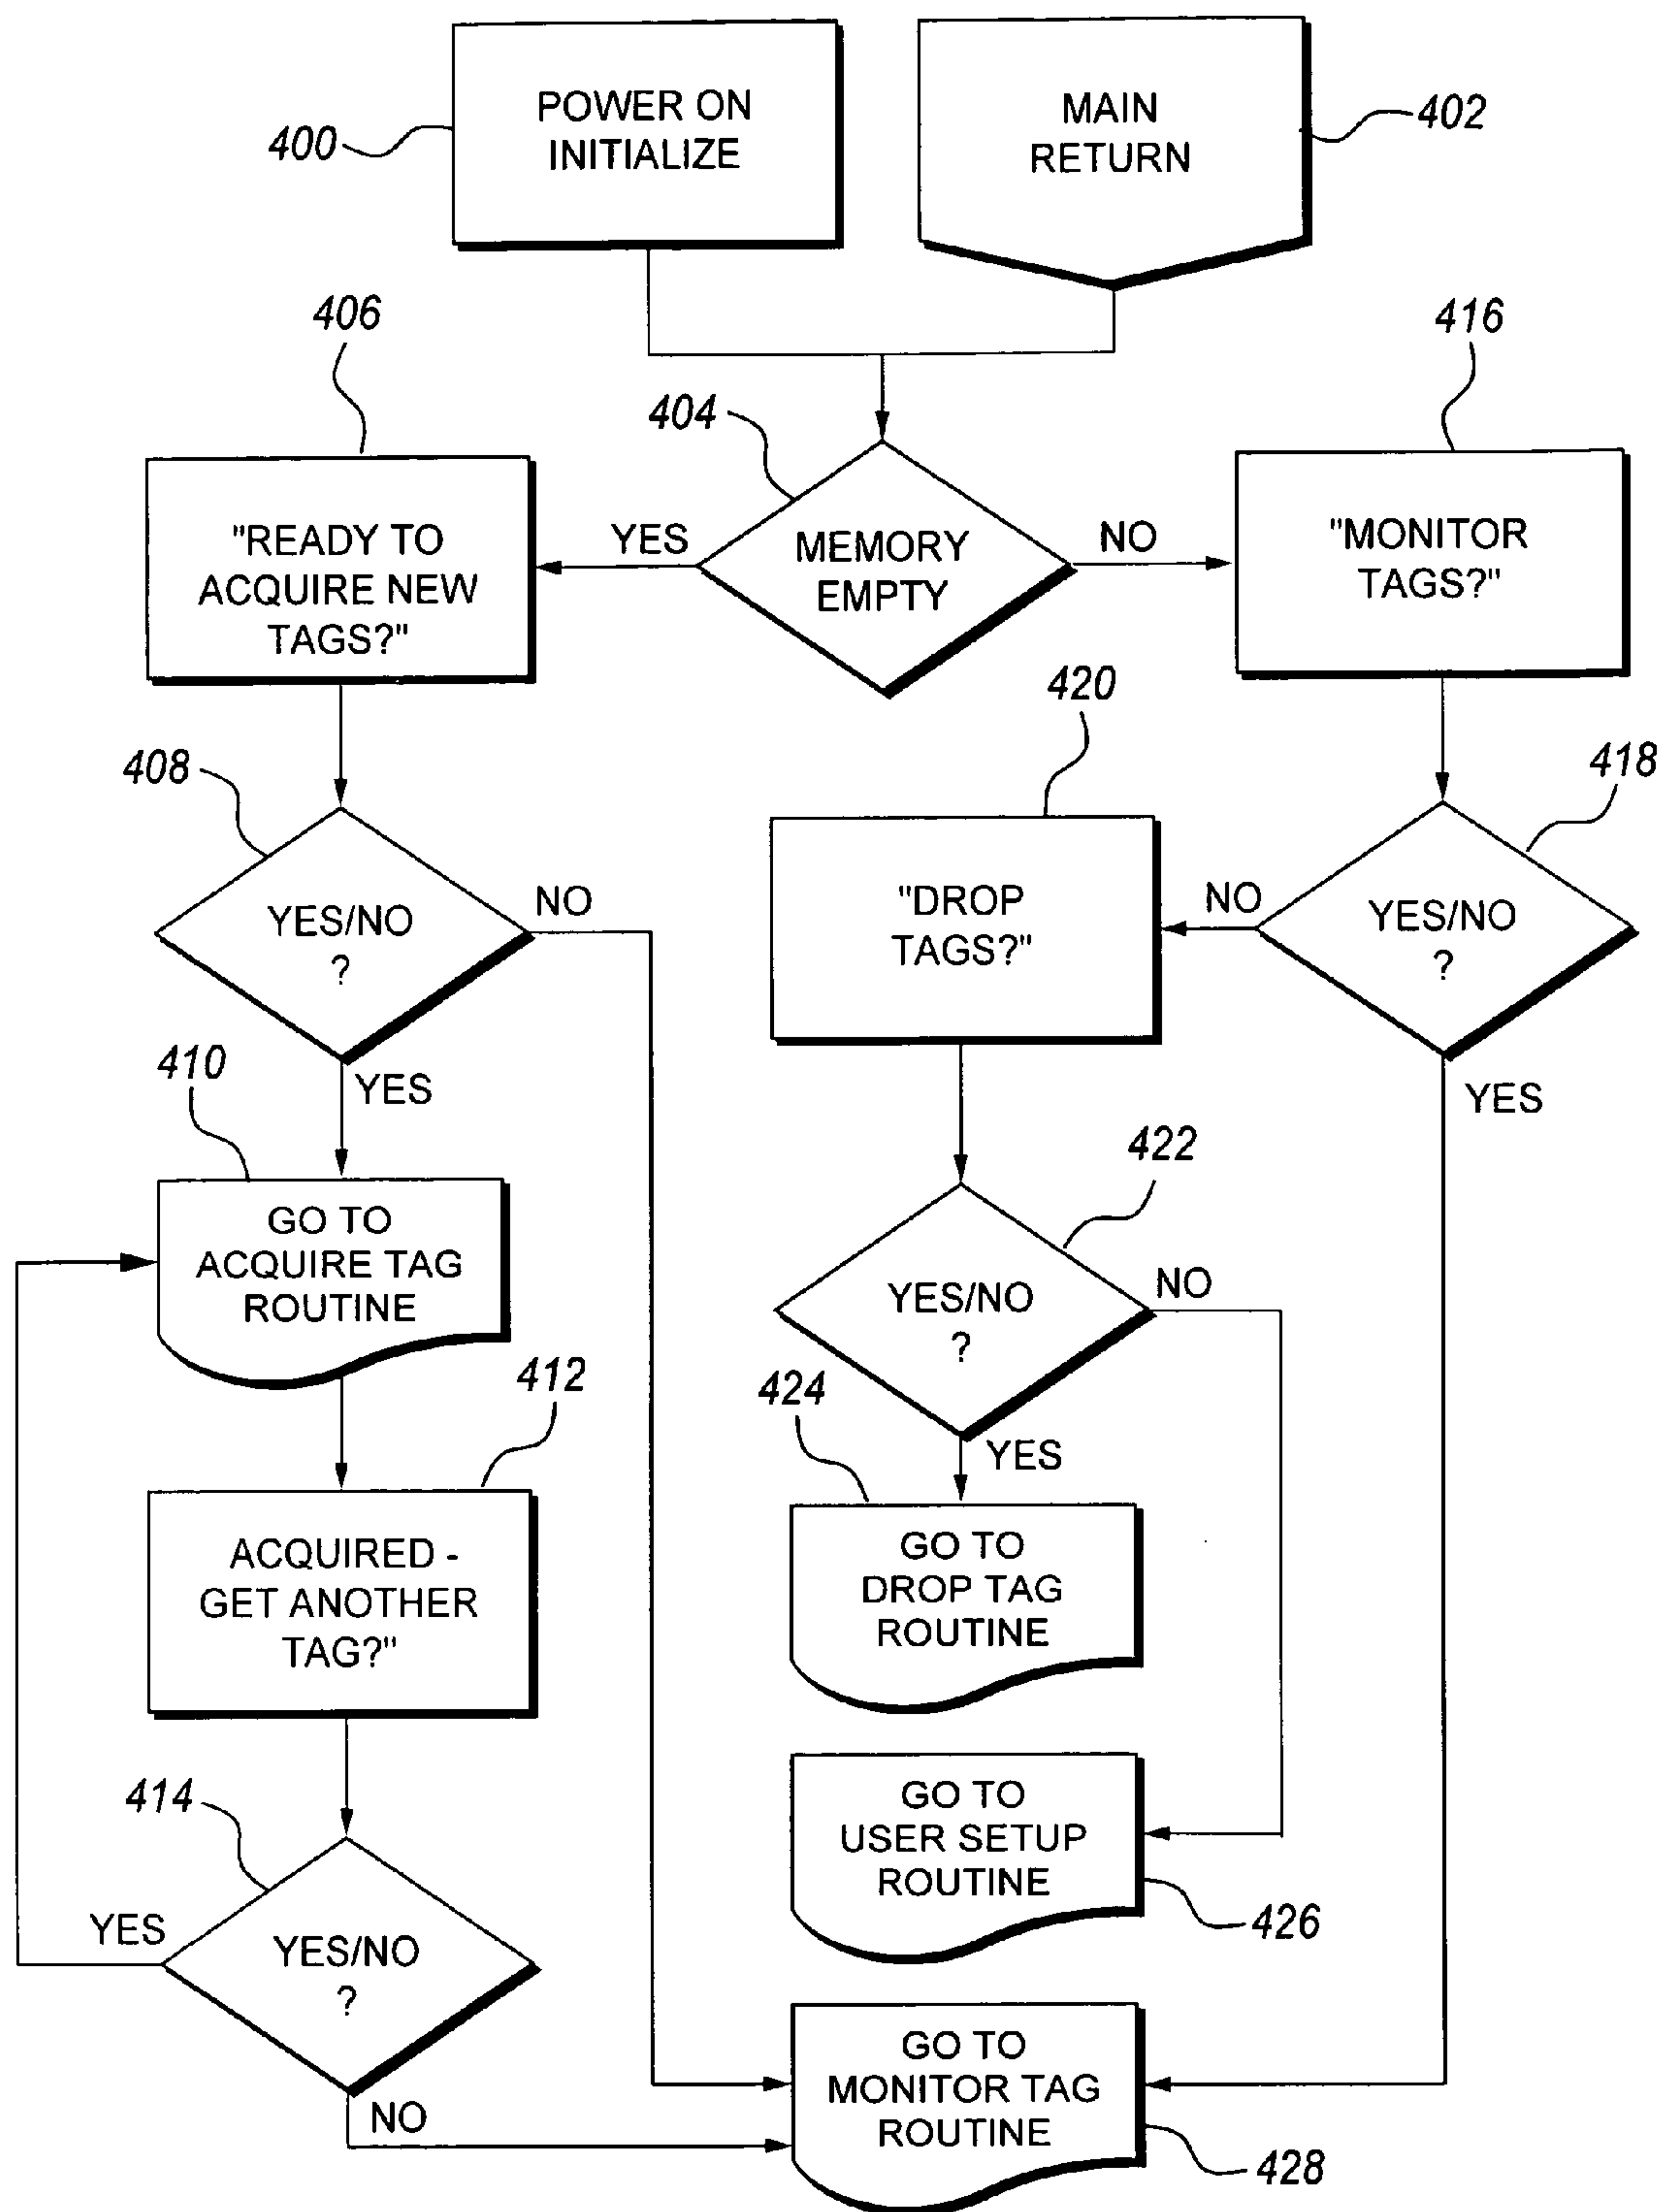 POWER ON
INITIALIZE
400
MAIN
RETURN
402
406
416
404
"READY TO
ACQUIRE NEW
TAGS?"
YES
MEMORY
EMPTY
NO
"MONITOR
TAGS?"
420
408
418
YES/NO
?
NO
"DROP
TAGS?"
NO
YES/NO
?
410
YES
YES
422
GO TO
ACQUIRE TAG
ROUTINE
YES/NO
?
NO
412
424
YES
ACQUIRED -
GET ANOTHER
TAG?"
GO TO
DROP TAG
ROUTINE
414
GO TO
USER SETUP
ROUTINE
426
YES
YES/NO
?
NO
GO TO
MONITOR TAG
ROUTINE
428